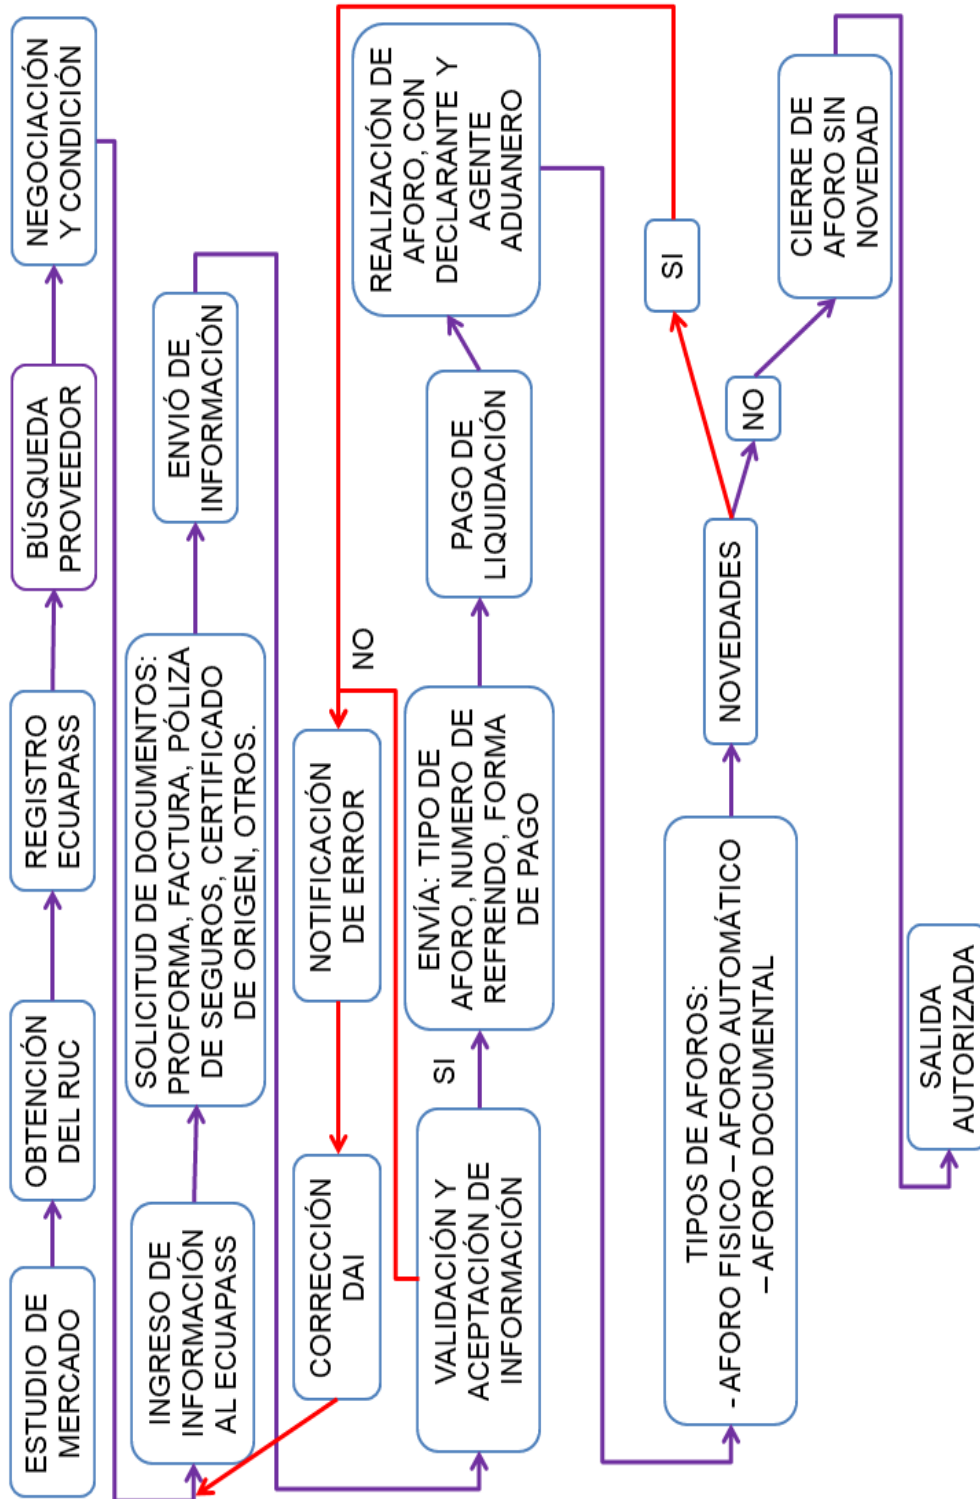 ESTUDIO DE
MERCADO
OBTENCIÓN
DEL RUC
REGISTRO
ECUAPASS
BÚSQUEDA
PROVEEDOR
NEGOCIACIÓN
Y CONDICIÓN
INGRESO DE
INFORMACIÓN
AL ECUAPASS
SOLICITUD DE DOCUMENTOS:
PROFORMA, FACTURA, PÓLIZA
DE SEGUROS, CERTIFICADO
DE ORIGEN, OTROS.
ENVIÓ DE
INFORMACIÓN
CORRECCIÓN
DAI
NOTIFICACIÓN
DE ERROR
NO
VALIDACIÓN Y
ACEPTACIÓN DE
INFORMACIÓN
SI
ENVÍA: TIPO DE
AFORO, NUMERO DE
REFRENDO, FORMA
DE PAGO
PAGO DE
LIQUIDACIÓN
REALIZACIÓN DE
AFORO, CON
DECLARANTE Y
AGENTE
ADUANERO
TIPOS DE AFOROS:
- AFORO FISICO – AFORO AUTOMÁTICO
– AFORO DOCUMENTAL
NOVEDADES
SI
NO
CIERRE DE
AFORO SIN
NOVEDAD
SALIDA
AUTORIZADA